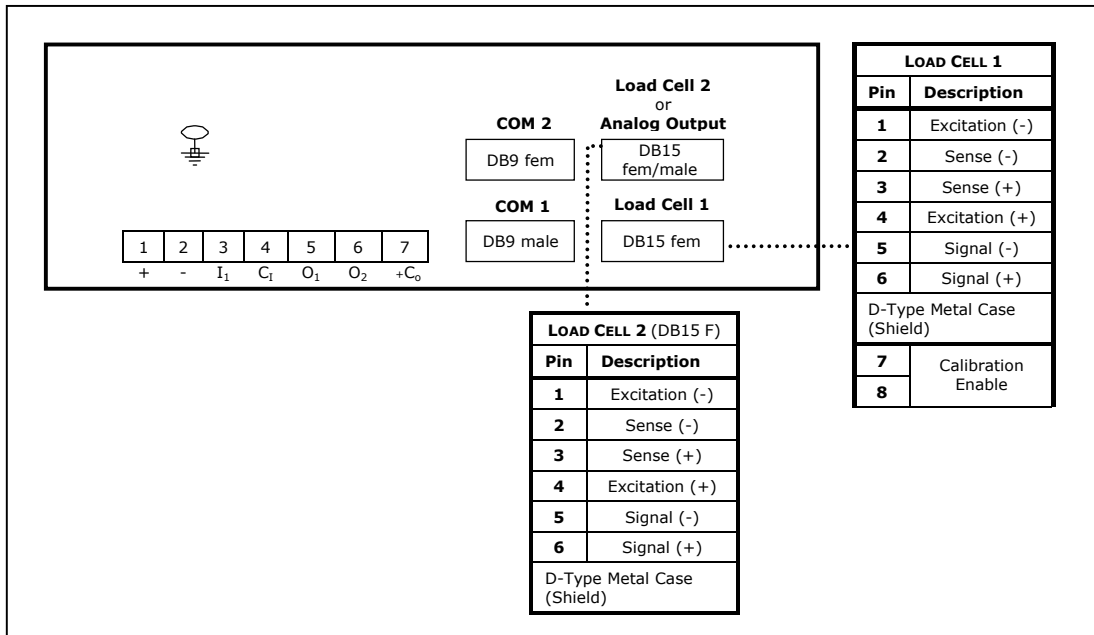 Load Cell 2
or
Analog Output
COM 2
DB9 fem
DB15
fem/male
COM 1
Load Cell 1
DB9 male
DB15 fem
1 2 3 4 5 6 7
+ - I₁ C_I O₁ O₂ +Cₒ
LOAD CELL 1
Pin Description
1 Excitation (-)
2 Sense (-)
3 Sense (+)
4 Excitation (+)
5 Signal (-)
6 Signal (+)
D-Type Metal Case
(Shield)
7 Calibration
8 Enable
LOAD CELL 2 (DB15 F)
Pin Description
1 Excitation (-)
2 Sense (-)
3 Sense (+)
4 Excitation (+)
5 Signal (-)
6 Signal (+)
D-Type Metal Case
(Shield)